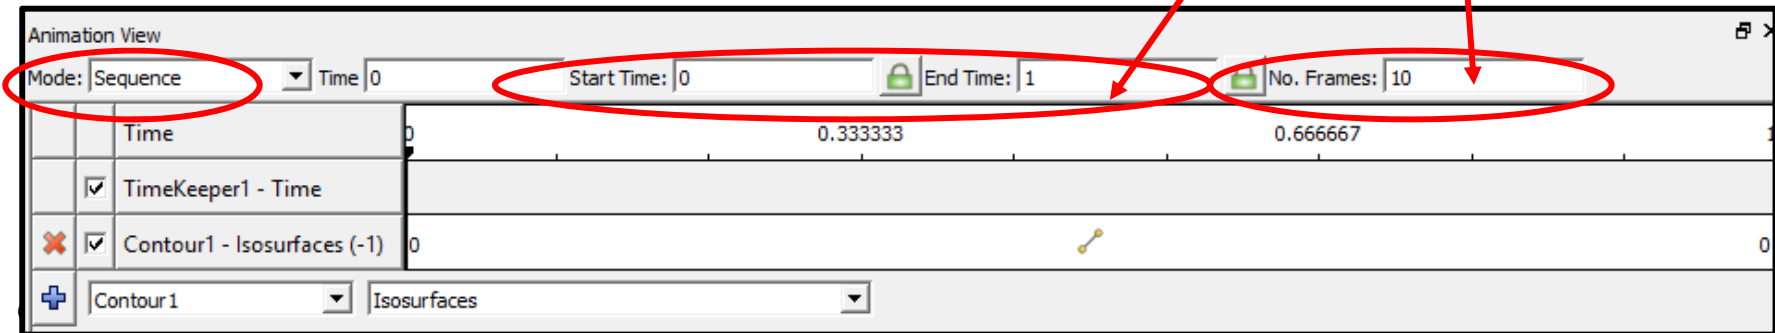 Animation View
Mode: Sequence Time 0 Start Time: 0 End Time: 1 No. Frames: 10
Time 0 0.333333 0.666667 1
TimeKeeper1 - Time
Contour1 - Isosurfaces (-1) 0 0
Contour1 Isosurfaces